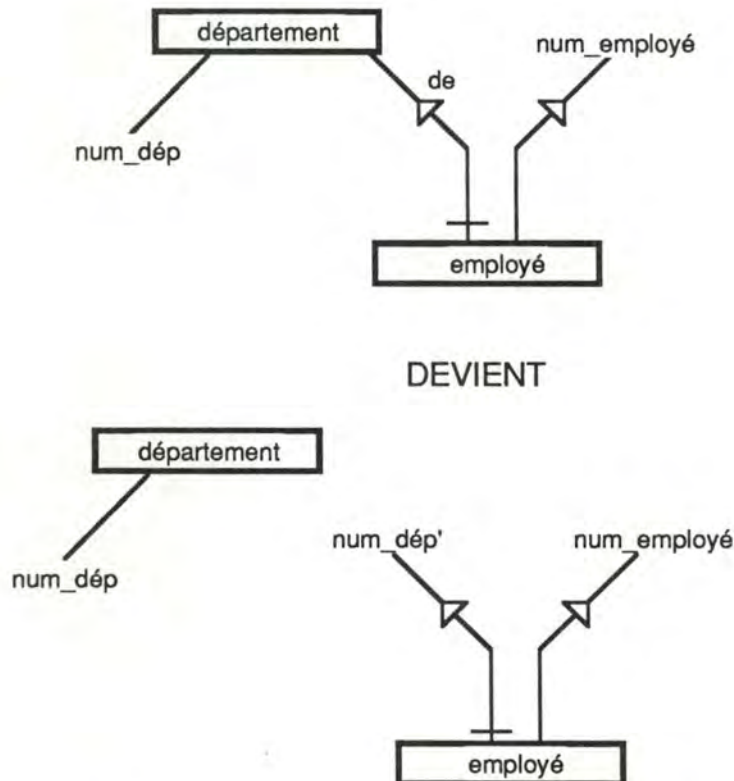 département
num_employé
de
num_dép
employé
DEVIENT
département
num_dép'
num_employé
num_dép
employé